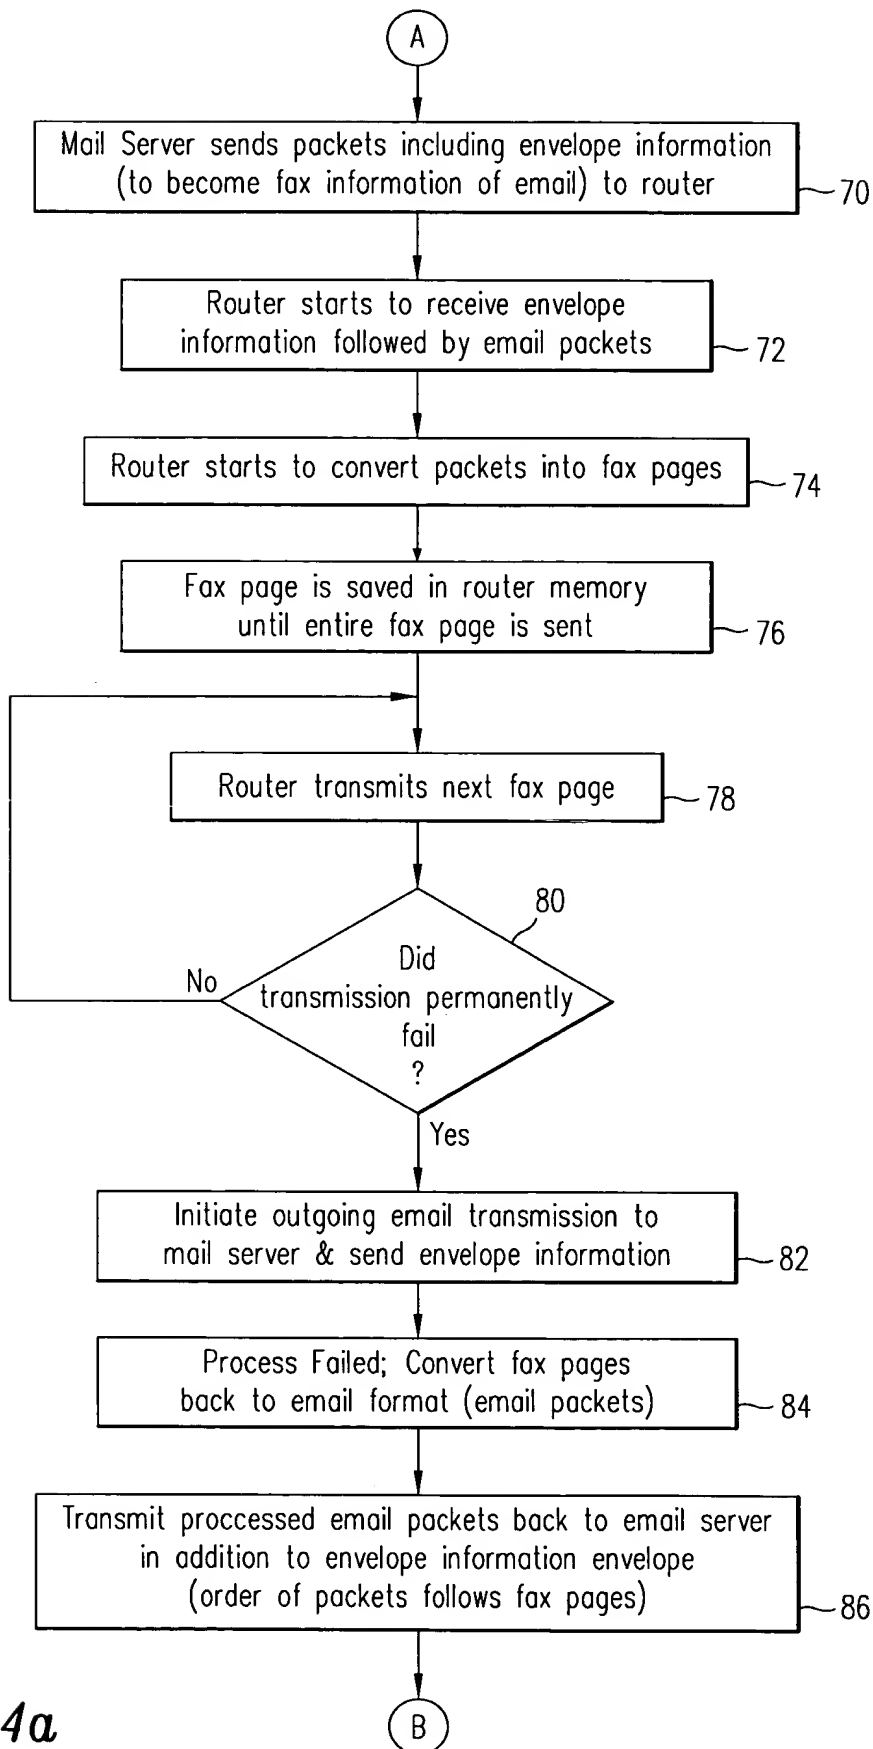 A
Mail Server sends packets including envelope information
(to become fax information of email) to router
70
Router starts to receive envelope
information followed by email packets
72
Router starts to convert packets into fax pages
74
Fax page is saved in router memory
until entire fax page is sent
76
Router transmits next fax page
78
80
Did
transmission permanently
fail
?
No
Yes
Initiate outgoing email transmission to
mail server & send envelope information
82
Process Failed; Convert fax pages
back to email format (email packets)
84
Transmit proccessed email packets back to email server
in addition to envelope information envelope
(order of packets follows fax pages)
86
4a
B